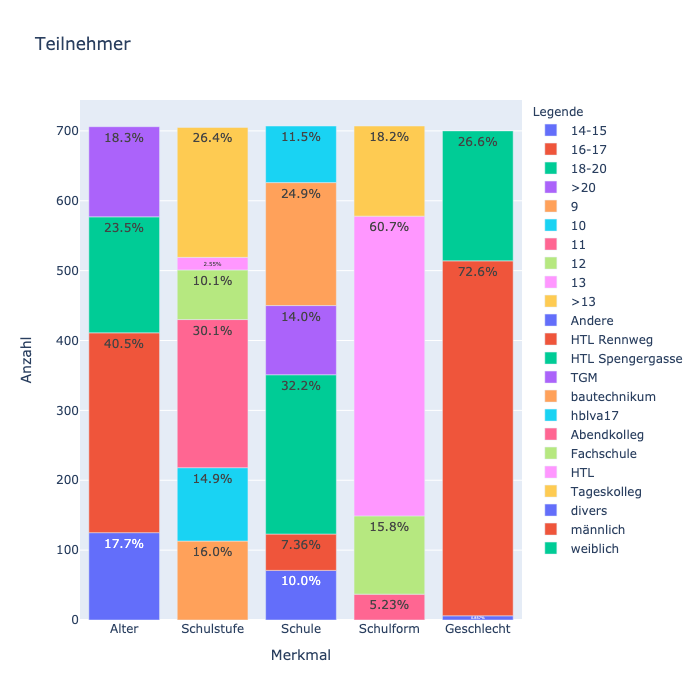 Teilnehmer
Legende
14-15
16-17
18-20
>20
9
10
11
12
13
>13
Andere
HTL Rennweg
HTL Spengergasse
TGM
bautechnikum
hblva17
Abendkolleg
Fachschule
HTL
Tageskolleg
divers
männlich
weiblich
Anzahl
700
600
500
400
300
200
100
0
18.3%
23.5%
40.5%
17.7%
26.4%
2.55%
10.1%
30.1%
14.9%
16.0%
11.5%
24.9%
14.0%
32.2%
7.36%
10.0%
18.2%
60.7%
15.8%
5.23%
26.6%
72.6%
Alter Schulstufe Schule Schulform Geschlecht
Merkmal